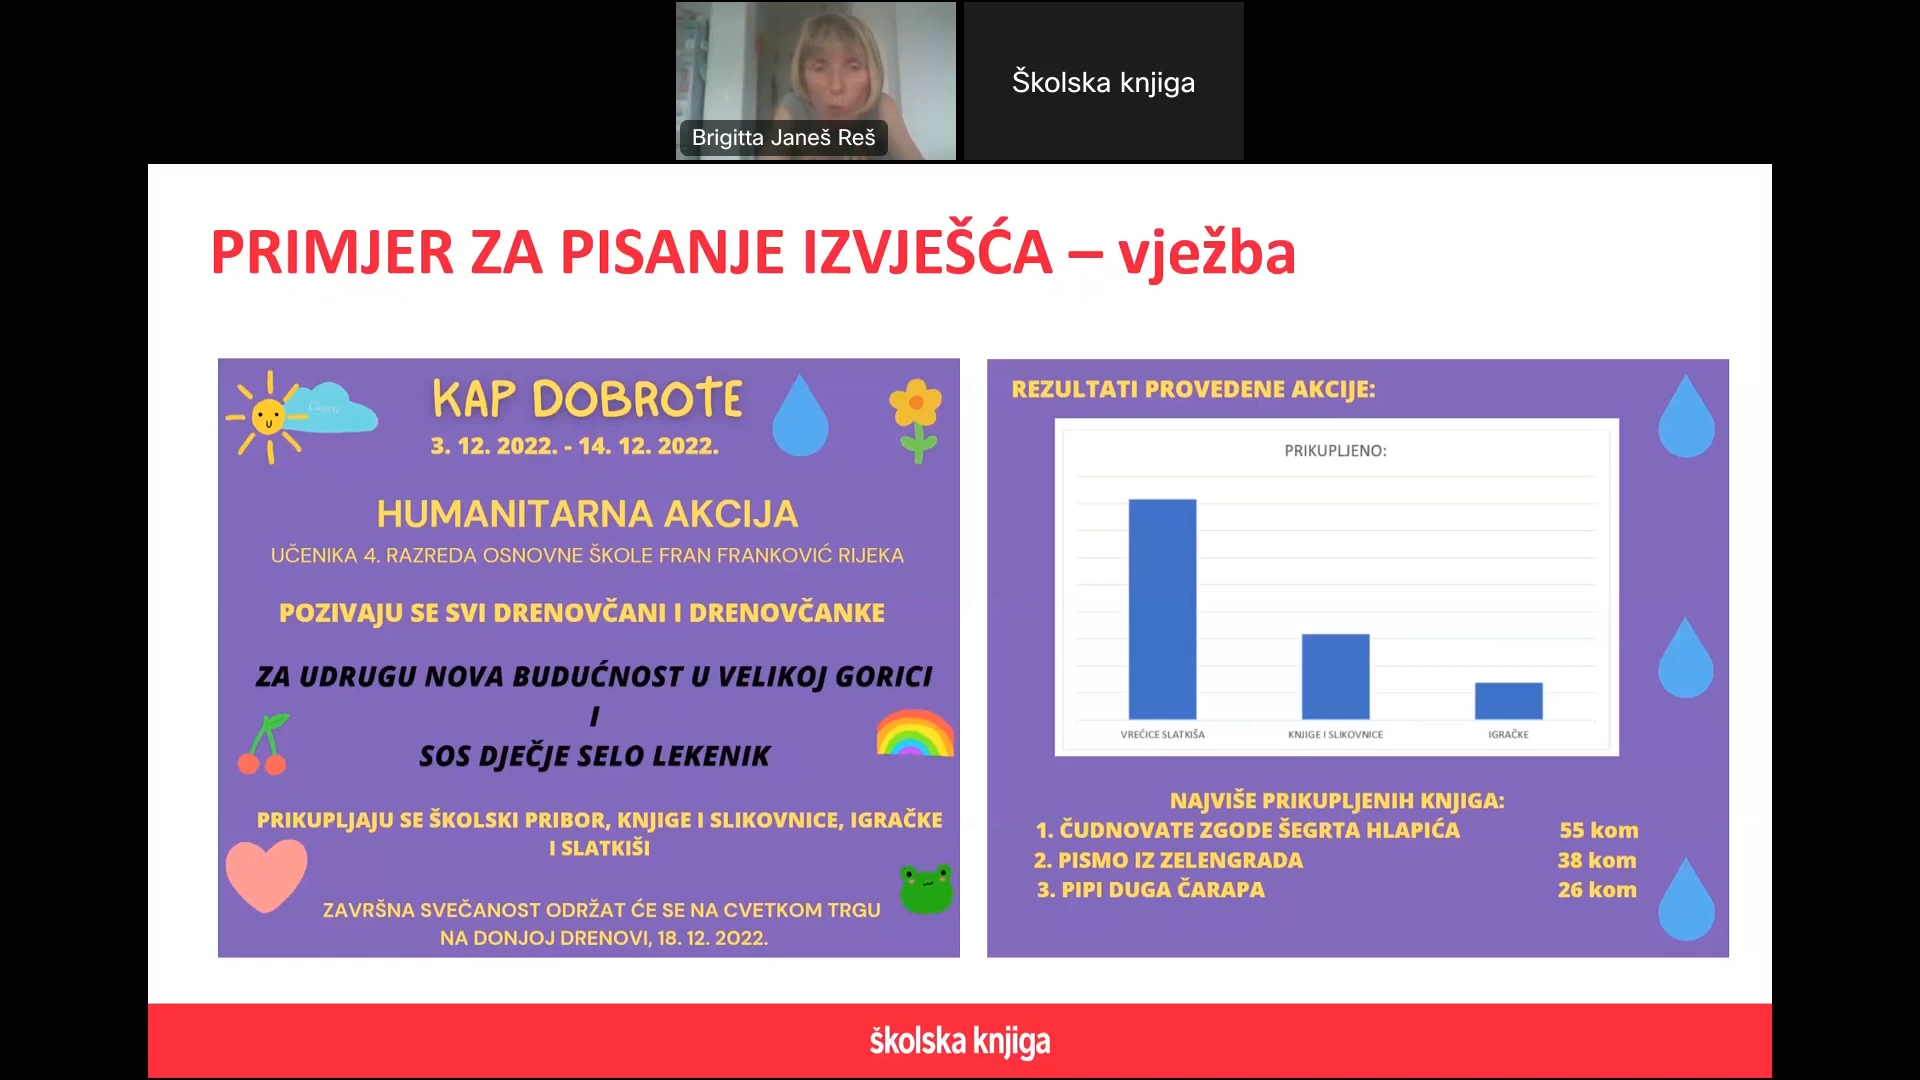 Brigitta Janeš Reš
Školska knjiga
PRIMJER ZA PISANJE IZVJEŠĆA – vježba
KAP DOBROTE
3. 12. 2022. - 14. 12. 2022.
HUMANITARNA AKCIJA
UČENIKA 4. RAZREDA OSNOVNE ŠKOLE FRAN FRANKOVIĆ RIJEKA
POZIVAJU SE SVI DRENOVČANI I DRENOVČANKE
ZA UDRUGU NOVA BUDUĆNOST U VELIKOJ GORICI
I
SOS DJEČJE SELO LEKENIK
PRIKUPLJAJU SE ŠKOLSKI PRIBOR, KNJIGE I SLIKOVNICE, IGRAČKE
I SLATKIŠI
ZAVRŠNA SVEČANOST ODRŽAT ĆE SE NA CVETKOM TRGU
NA DONJOJ DRENOVI, 18. 12. 2022.
REZULTATI PROVEDENE AKCIJE:
PRIKUPLJENO:
VREĆICE SLATKIŠA KNJIGE I SLIKOVNICE IGRAČKE
NAJVIŠE PRIKUPLJENIH KNJIGA:
1. ČUDNOVATE ZGODE ŠEGRTA HLAPIĆA 55 kom
2. PISMO IZ ZELENGRADA 38 kom
3. PIPI DUGA ČARAPA 26 kom
školska knjiga